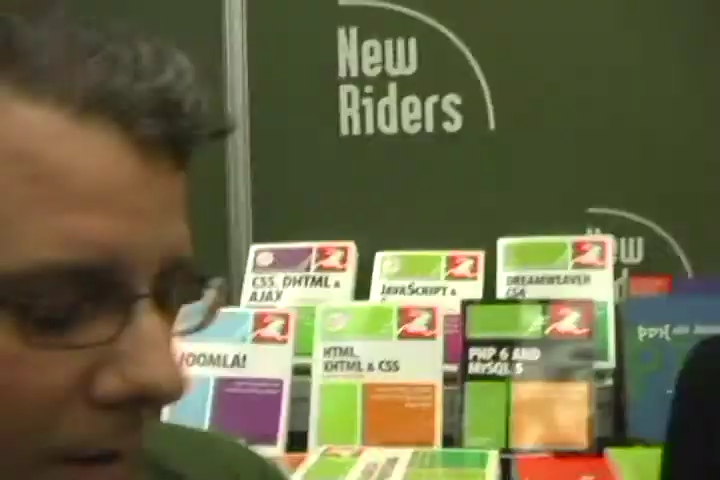 New
Riders
CSS, DHTML &
AJAX
JAVASCRIPT &
DREAMWEAVER
CS4
JOOMLA!
HTML,
XHTML & CSS
PHP 6 AND
MYSQL 5